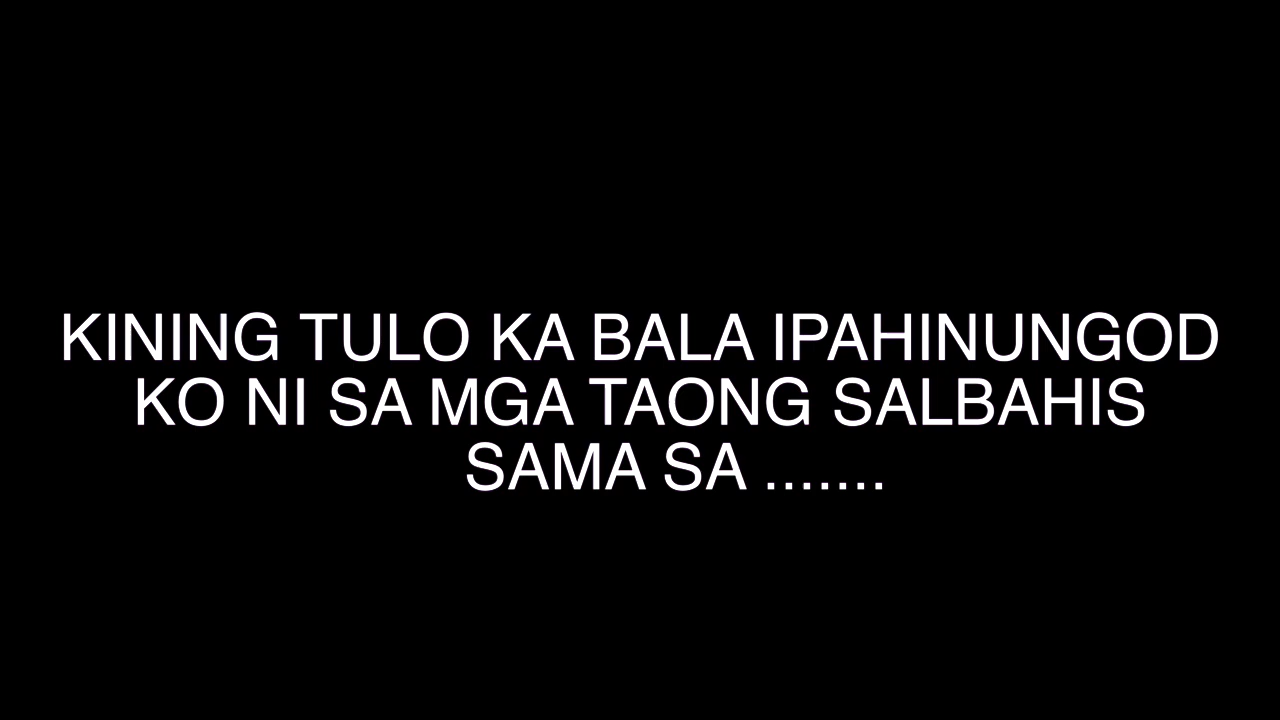 KINING TULO KA BALA IPAHINUNGOD
KO NI SA MGA TAONG SALBAHIS
SAMA SA .......